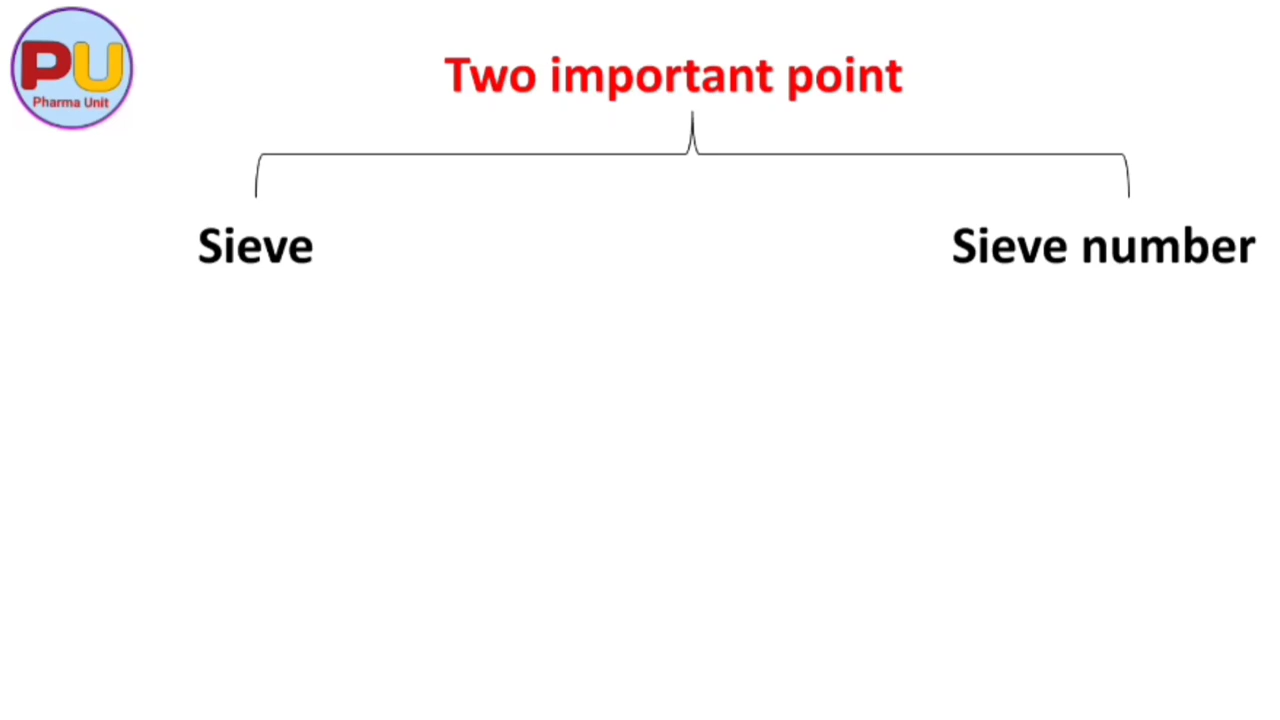 PU
Pharma Unit
Two important point
Sieve
Sieve number